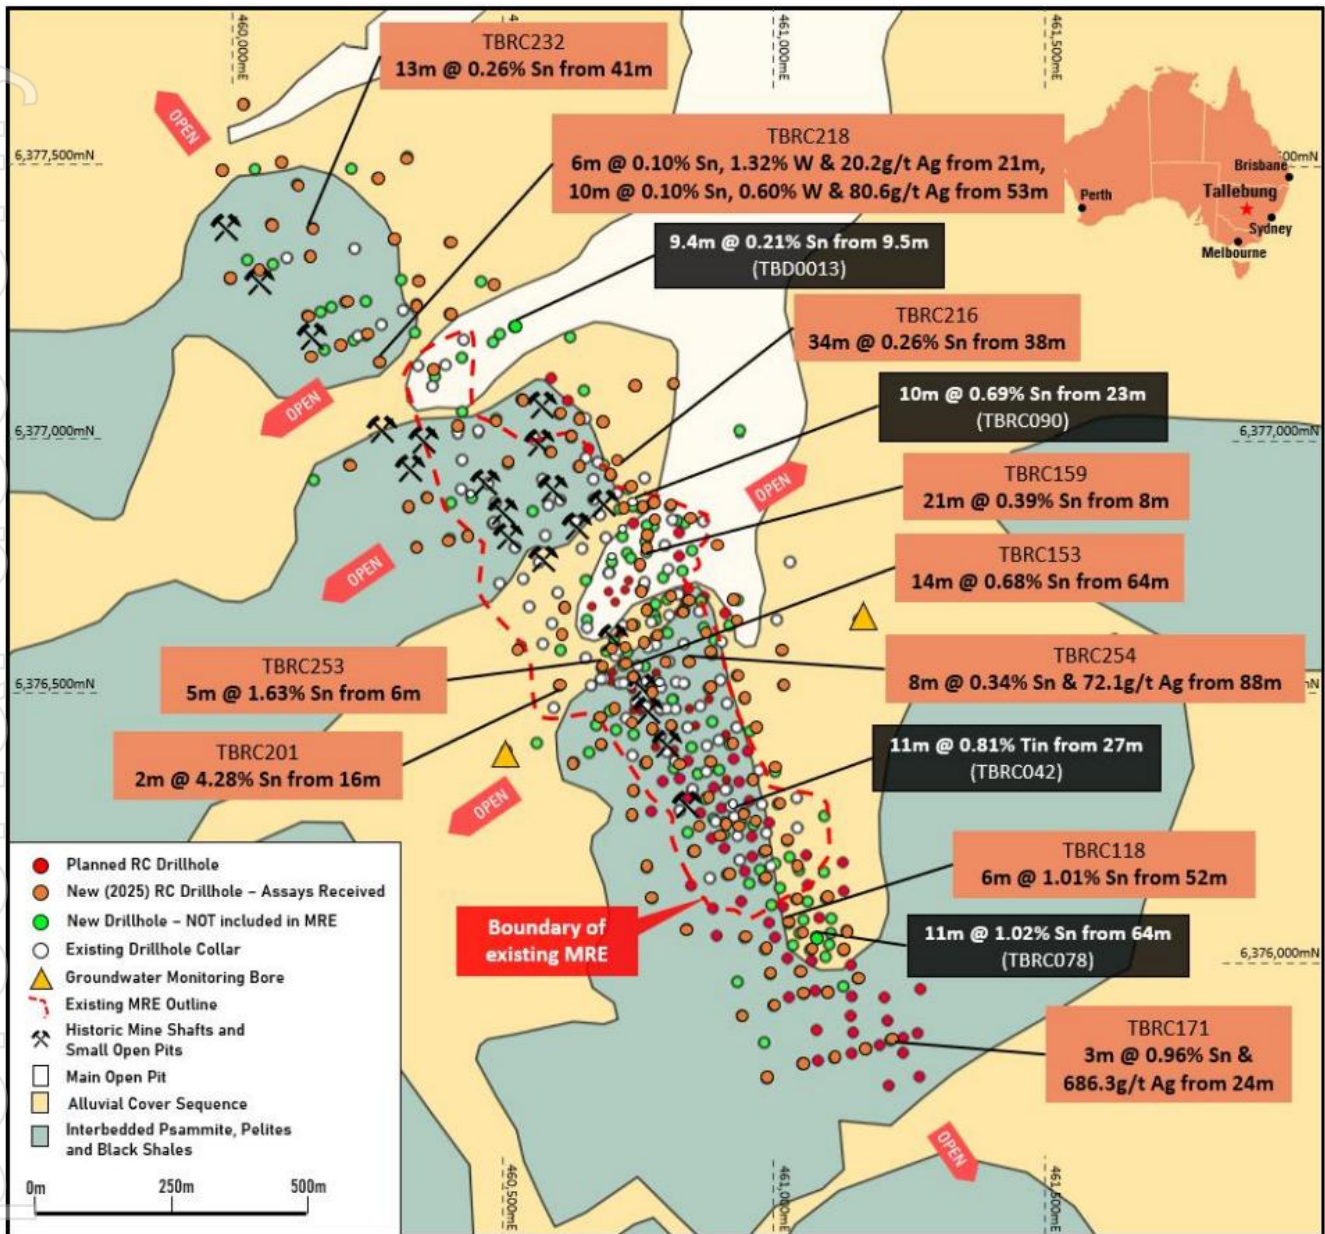 460,000mE
4
461,000mE
461,500mE
TBRC232
13m @ 0.26% Sn from 41m
OPEN
6,377,500mN
TBRC218
6m @ 0.10% Sn, 1.32% W & 20.2g/t Ag from 21m,
10m @ 0.10% Sn, 0.60% W & 80.6g/t Ag from 53m
00mN
Brisbane
Perth
Tallebung
Sydney
Melbourne
9.4m @ 0.21% Sn from 9.5m
(TBD0013)
TBRC216
34m @ 0.26% Sn from 38m
OPEN
10m @ 0.69% Sn from 23m
(TBRC090)
6,377,000mN
6,377,000mN
TBRC159
21m @ 0.39% Sn from 8m
OPEN
TBRC153
14m @ 0.68% Sn from 64m
OPEN
TBRC253
5m @ 1.63% Sn from 6m
TBRC254
8m @ 0.34% Sn & 72.1g/t Ag from 88m
6,376,500mN
mN
TBRC201
2m @ 4.28% Sn from 16m
11m @ 0.81% Tin from 27m
(TBRC042)
OPEN
TBRC118
6m @ 1.01% Sn from 52m
Boundary of
existing MRE
11m @ 1.02% Sn from 64m
(TBRC078)
6,376,000mN
TBRC171
3m @ 0.96% Sn &
686.3g/t Ag from 24m
OPEN
Planned RC Drillhole
New (2025) RC Drillhole – Assays Received
New Drillhole – NOT included in MRE
Existing Drillhole Collar
Groundwater Monitoring Bore
Existing MRE Outline
Historic Mine Shafts and
Small Open Pits
Main Open Pit
Alluvial Cover Sequence
Interbedded Psammite, Pelites
and Black Shales
0m 250m 500m
460,500mE
461,000mE
461,500mE